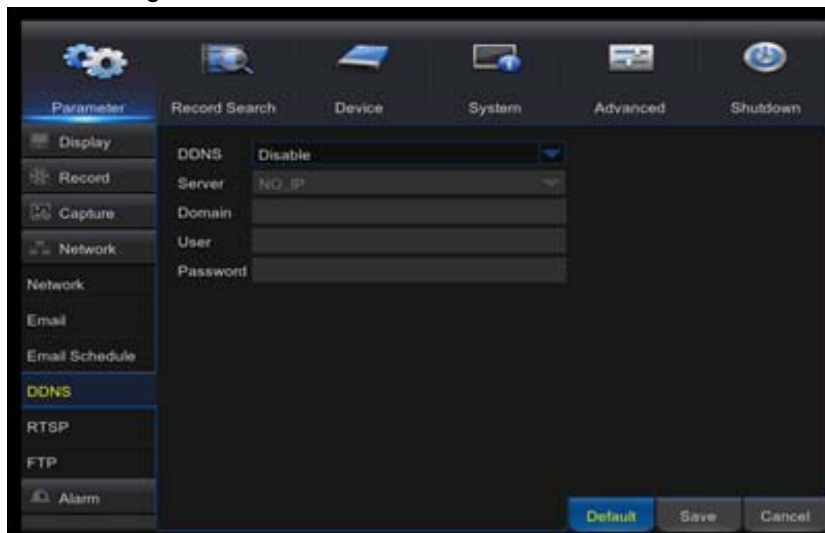 Parameter Record Search Device System Advanced Shutdown
Display
Record
Capture
Network
Network
Email
Email Schedule
DDNS
RTSP
FTP
Alarm
DDNS Disable
Server NO_IP
Domain
User
Password
Default Save Cancel